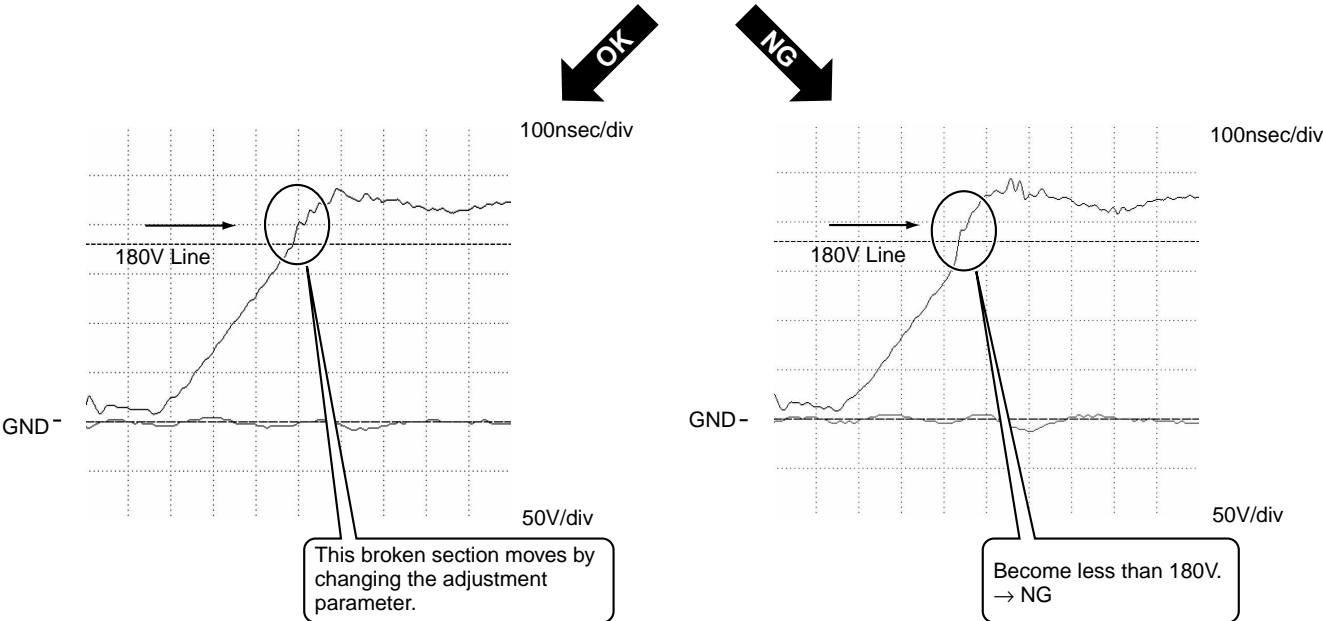 OK
NG
100nsec/div
180V Line
GND
50V/div
This broken section moves by
changing the adjustment
parameter.
100nsec/div
180V Line
GND
50V/div
Become less than 180V.
→ NG